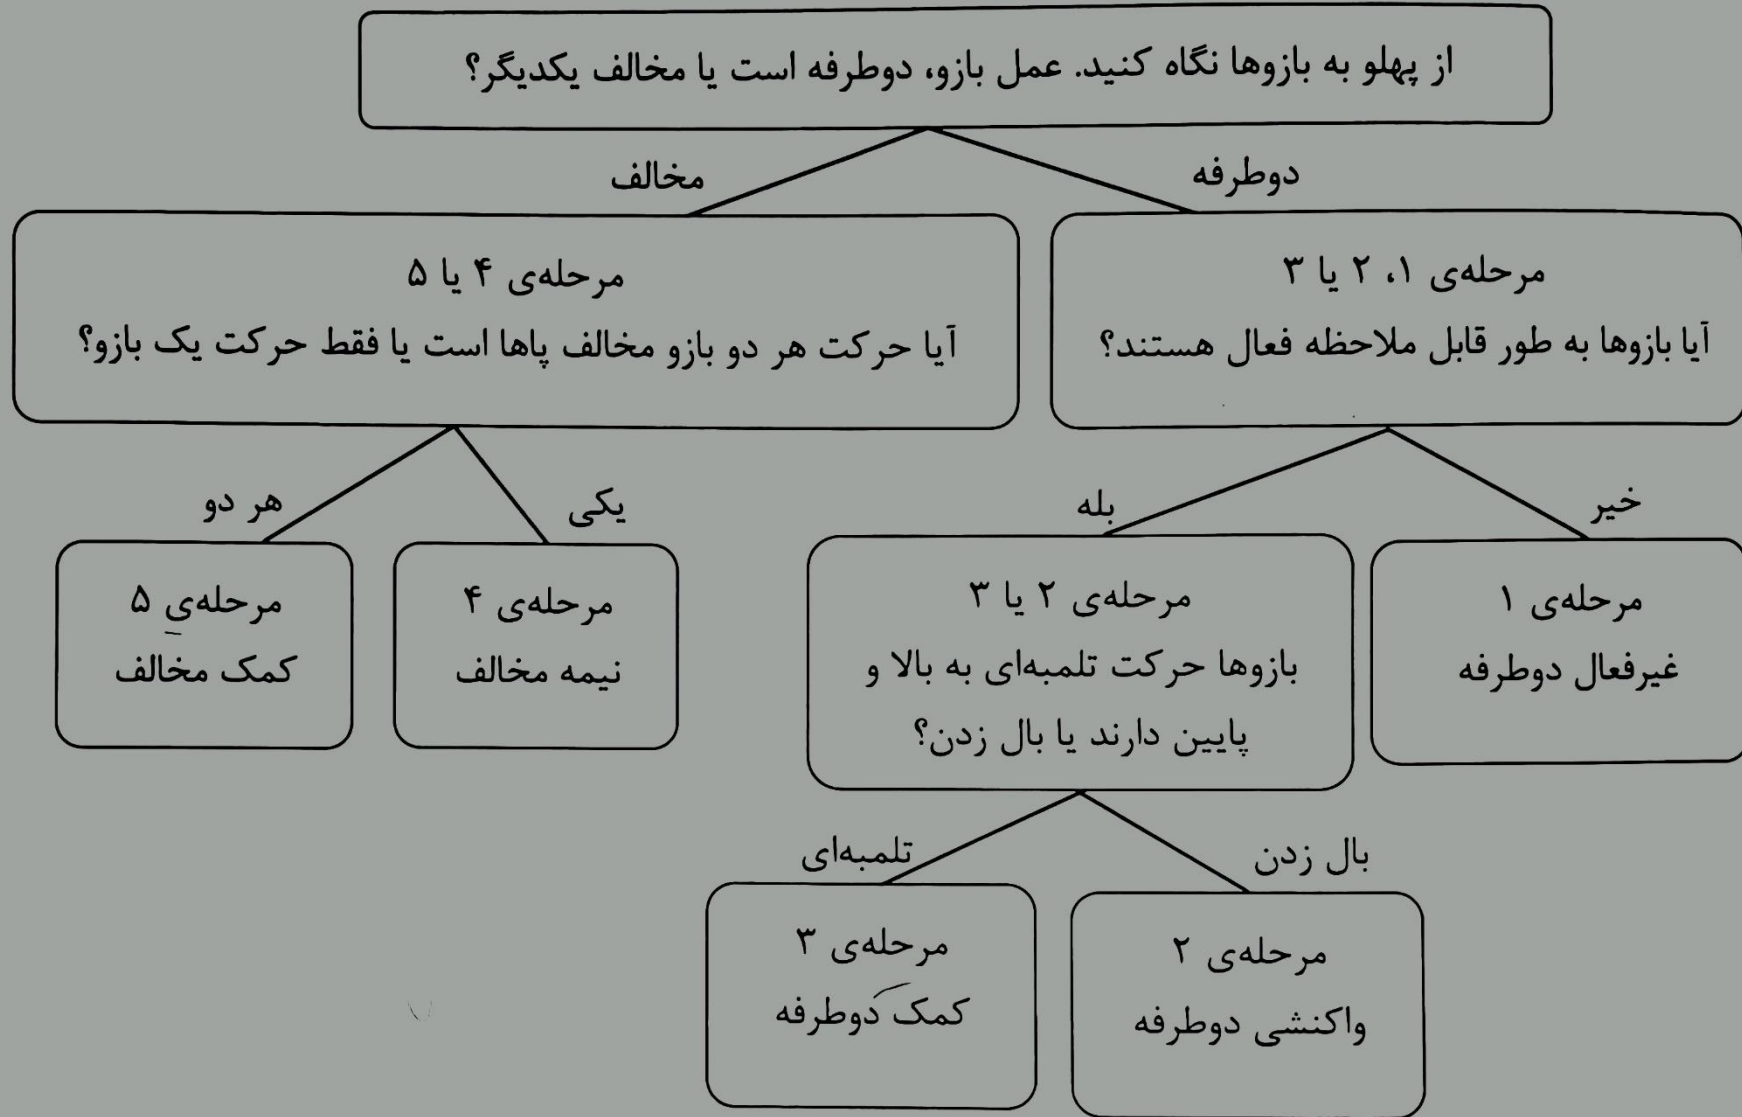 از پهلو به بازوها نگاه کنید. عمل بازو، دوطرفه است یا مخالف یکدیگر؟
دوطرفه
مخالف
مرحله‌ی ۱، ۲ یا ۳
آیا بازوها به طور قابل ملاحظه فعال هستند؟
مرحله‌ی ۴ یا ۵
آیا حرکت هر دو بازو مخالف پاها است یا فقط حرکت یک بازو؟
خیر
بله
یکی
هر دو
مرحله‌ی ۱
غیرفعال دوطرفه
مرحله‌ی ۲ یا ۳
بازوها حرکت تلمبه‌ای به بالا و
پایین دارند یا بال زدن؟
مرحله‌ی ۴
نیمه مخالف
مرحله‌ی ۵
کمک مخالف
بال زدن
تلمبه‌ای
مرحله‌ی ۲
واکنشی دوطرفه
مرحله‌ی ۳
کمک دوطرفه